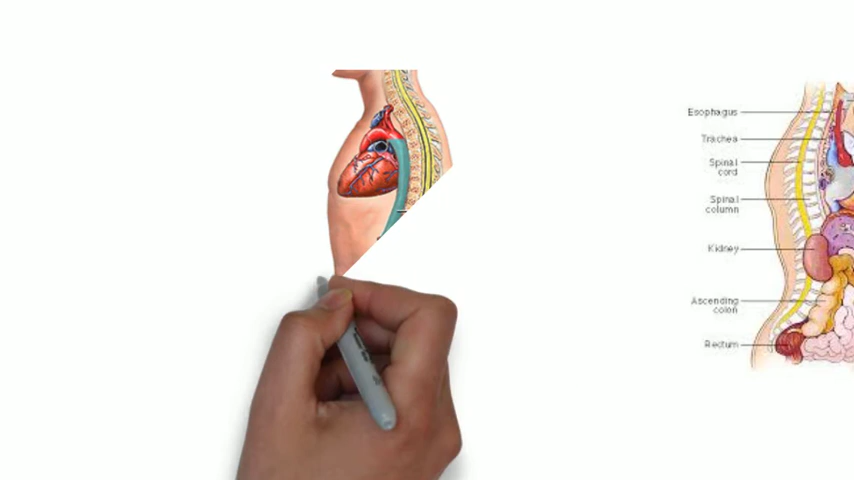 Esophagus
Trachea
Spinal
cord
Spinal
column
Kidney
Ascending
colon
Rectum